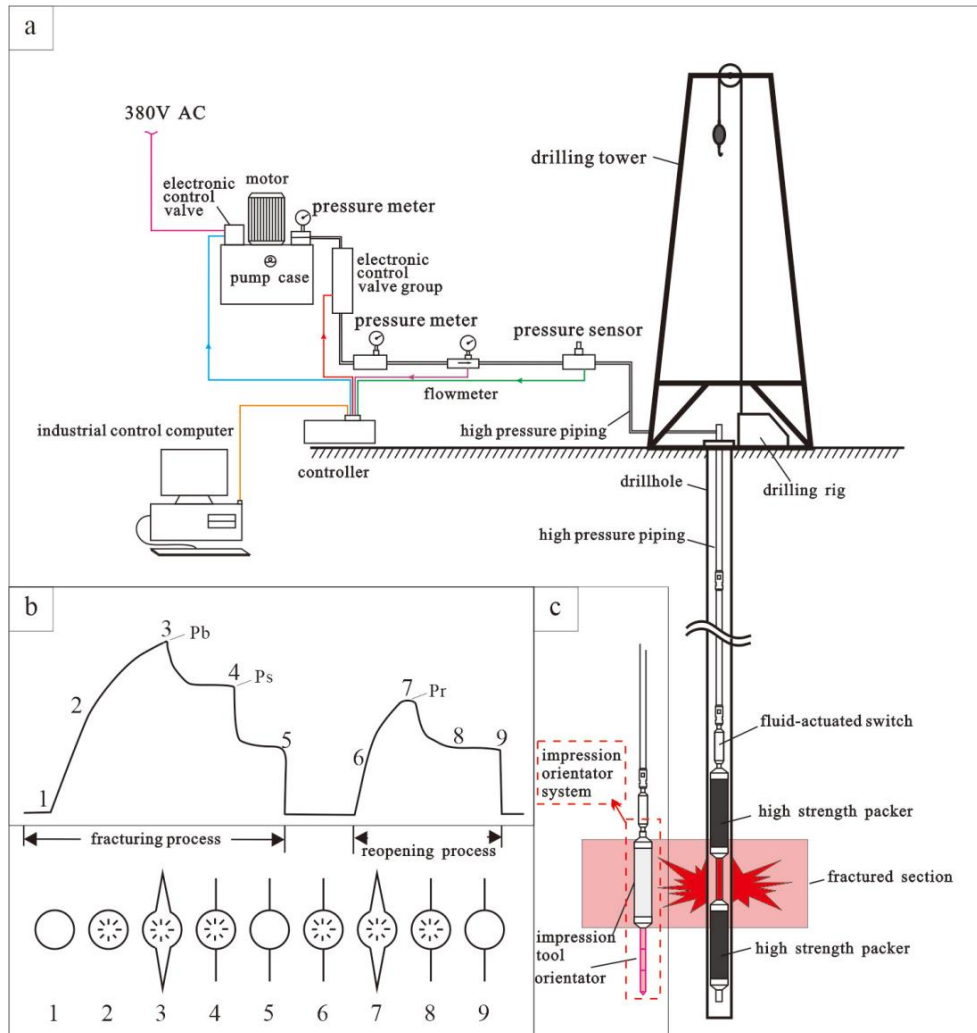 a
380V AC
electronic
control
valve
motor
pressure meter
pump case
electronic
control
valve group
pressure meter
pressure sensor
flowmeter
high pressure piping
industrial control computer
controller
drilling tower
drillhole
drilling rig
high pressure piping
fluid-actuated switch
high strength packer
fractured section
high strength packer
b
1
2
3
Pb
4
Ps
5
6
7
Pr
8
9
fracturing process
reopening process
1 2 3 4 5 6 7 8 9
c
impression
orientator
system
impression
tool
orientator